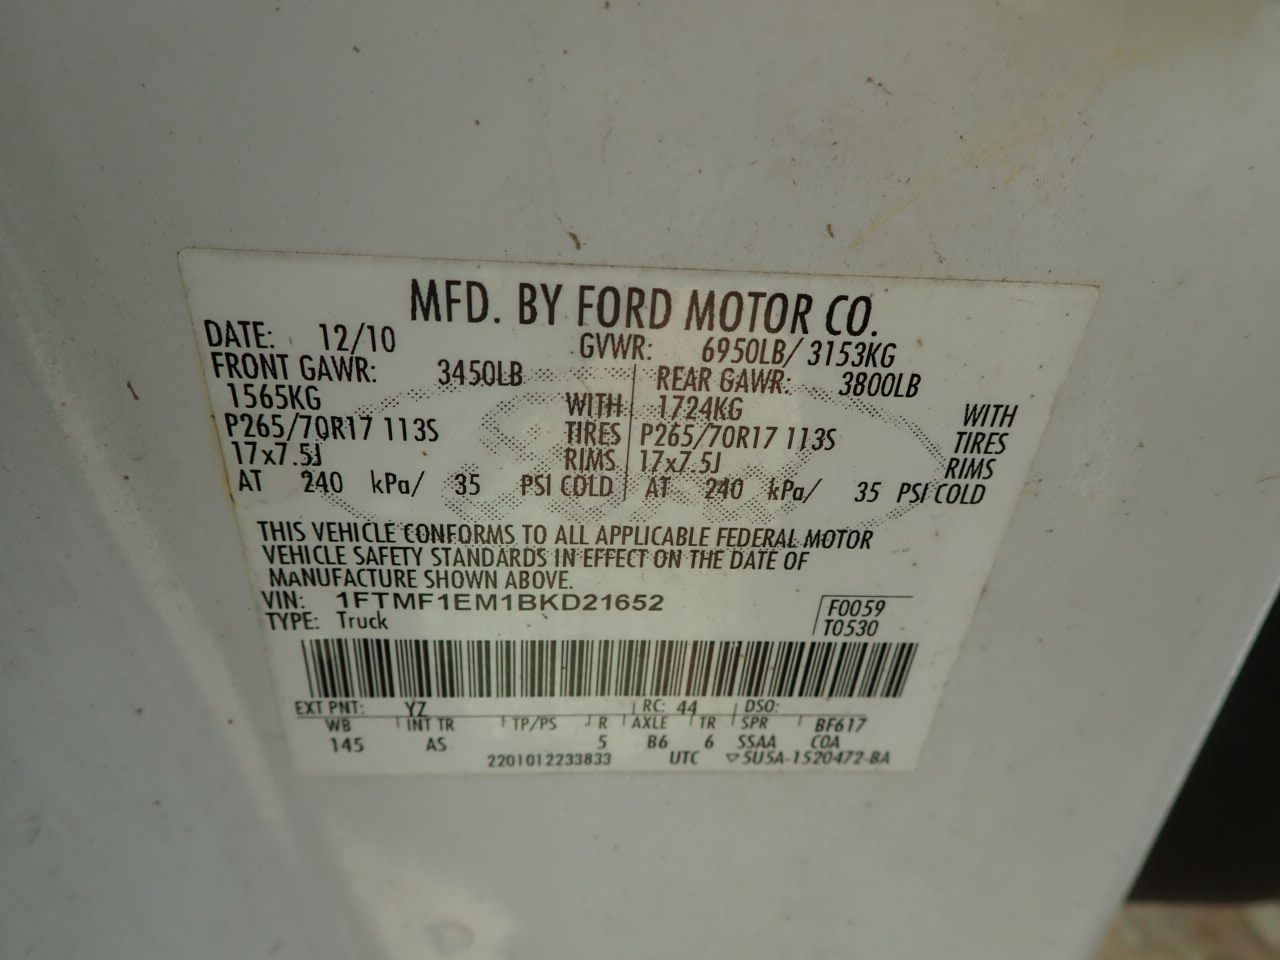 MFD. BY FORD MOTOR CO.
DATE: 12/10 GVWR: 6950LB/ 3153KG
FRONT GAWR: 3450LB REAR GAWR: 3800LB
1565KG WITH 1724KG WITH
P265/70R17 113S TIRES P265/70R17 113S TIRES
17x7.5J RIMS 17x7.5J RIMS
AT 240 kPa/ 35 PSI COLD AT 240 kPa/ 35 PSI COLD
THIS VEHICLE CONFORMS TO ALL APPLICABLE FEDERAL MOTOR
VEHICLE SAFETY STANDARDS IN EFFECT ON THE DATE OF
MANUFACTURE SHOWN ABOVE.
VIN: 1FTMF1EM1BKD21652 F0059
TYPE: Truck T0530
EXT PNT: YZ RC: 44 DSO:
WB INT TR TP/PS R AXLE TR SPR BF617
145 AS 5 B6 6 SSAA COA
2201012233833 UTC ▽5U5A-1520472-BA